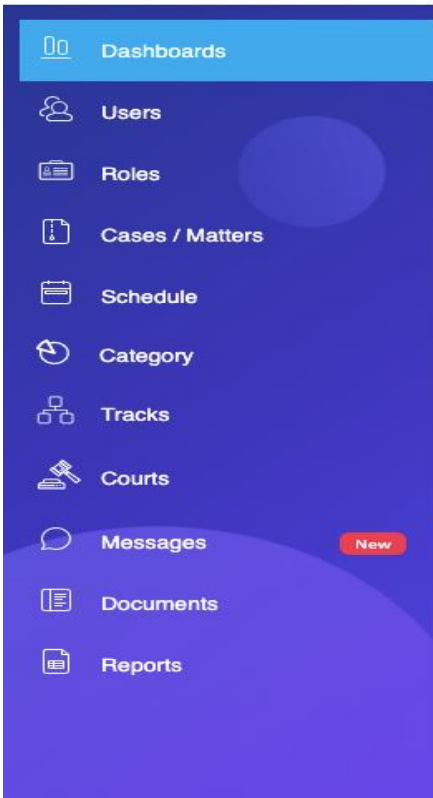 Dashboards
Users
Roles
Cases / Matters
Schedule
Category
Tracks
Courts
Messages New
Documents
Reports